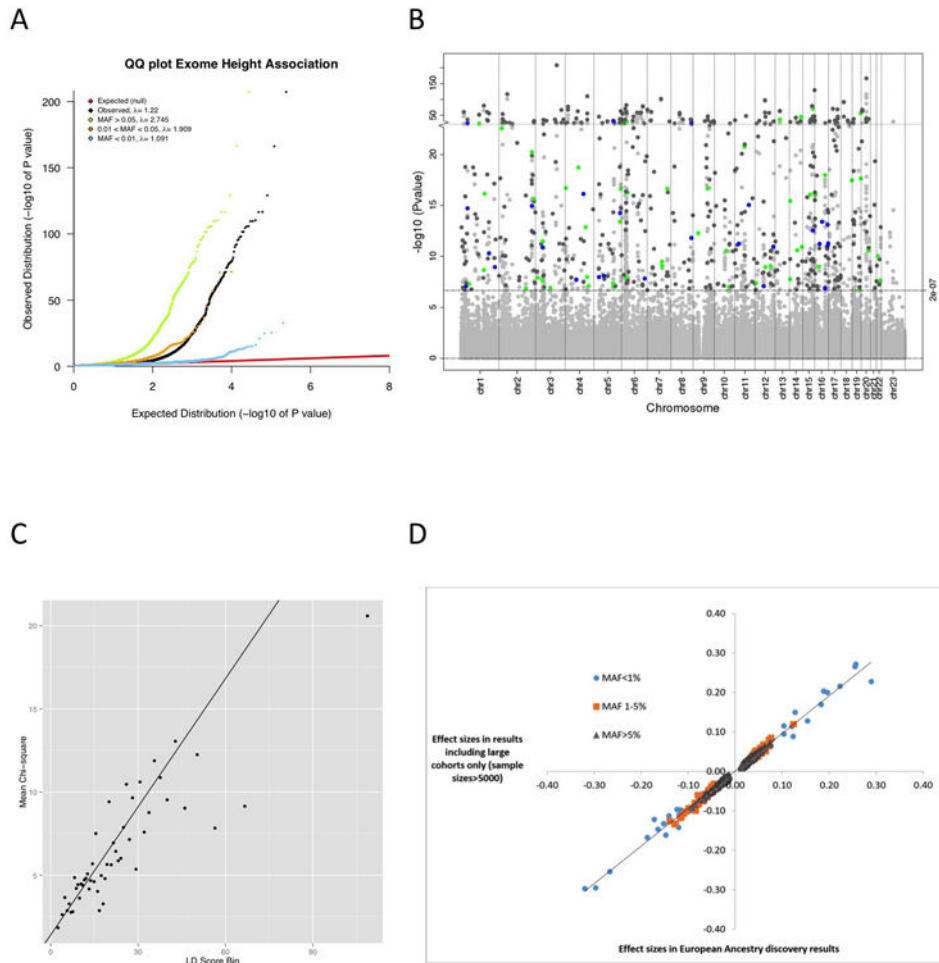 A
QQ plot Exome Height Association
Observed Distribution (−log10 of P value)
200
150
100
50
0
Expected (null)
Observed, λ= 1.22
MAF > 0.05, λ = 2.745
0.01 < MAF < 0.05, λ = 1.909
MAF < 0.01, λ = 1.091
0 2 4 6 8
Expected Distribution (−log10 of P value)
B
-log10 (Pvalue)
150
50
20
15
10
5
0
2e-07
chr1 chr2 chr3 chr4 chr5 chr6 chr7 chr8 chr9 chr10 chr11 chr12 chr13 chr14 chr15 chr16 chr17 chr18 chr19 chr20 chr21 chr22 chr23
Chromosome
C
Mean Chi−square
20
15
10
5
0 30 60 90
LD Score Bin
D
Effect sizes in results
including large
cohorts only (sample
sizes>5000)
MAF<1%
MAF 1-5%
MAF>5%
0.40
0.30
0.20
0.10
0.00
-0.40 -0.30 -0.20 -0.10 0.00 0.10 0.20 0.30 0.40
-0.10
-0.20
-0.30
-0.40
Effect sizes in European Ancestry discovery results